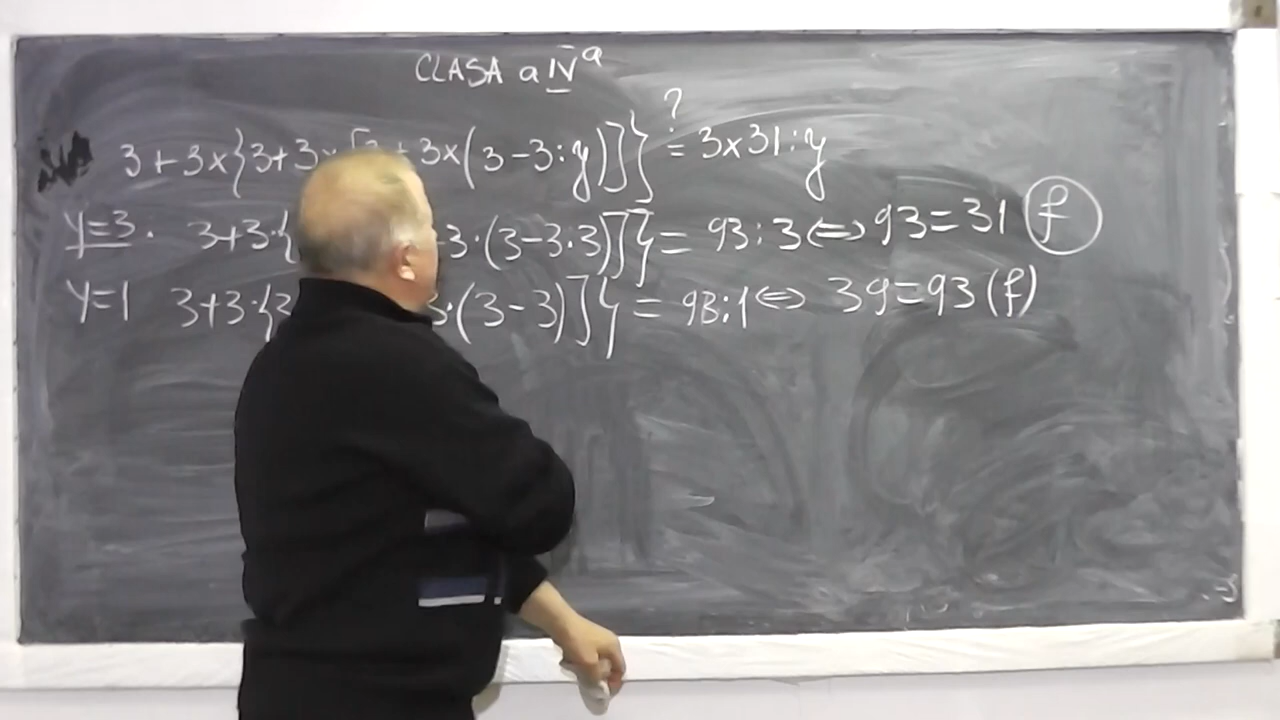 CLASA a IV ª
3+3x{3+3x[3+3x(3-3:y)]}=3x31:y
?
y=3. 3+3·{ -3·(3-3·3)]}=93:3⇔93=31 (f)
y=1 3+3·{3 3·(3-3)]}=93:1⇔ 39=93 (f)